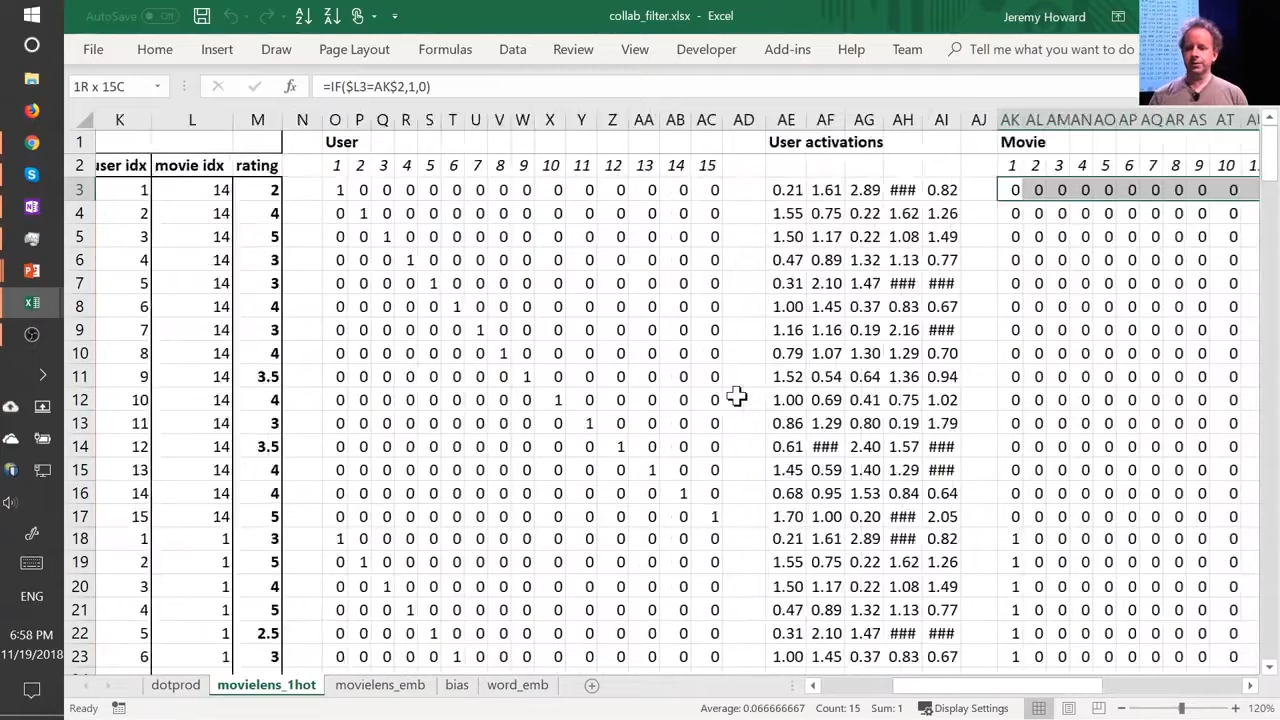 AutoSave Off collab_filter.xlsx - Excel Jeremy Howard
File Home Insert Draw Page Layout Formulas Data Review View Developer Add-ins Help Team Tell me what you want to do
1R x 15C fx =IF($L3=AK$2,1,0)
K L M N O P Q R S T U V W X Y Z AA AB AC AD AE AF AG AH AI AJ AK AL AM AN AO AP AQ AR AS AT
1 User User activations Movie
2 user idx movie idx rating 1 2 3 4 5 6 7 8 9 10 11 12 13 14 15 1 2 3 4 5 6 7 8 9 10
3 1 14 2 1 0 0 0 0 0 0 0 0 0 0 0 0 0 0 0.21 1.61 2.89 ### 0.82 0 0 0 0 0 0 0 0 0 0
4 2 14 4 0 1 0 0 0 0 0 0 0 0 0 0 0 0 0 1.55 0.75 0.22 1.62 1.26 0 0 0 0 0 0 0 0 0 0
5 3 14 5 0 0 1 0 0 0 0 0 0 0 0 0 0 0 0 1.50 1.17 0.22 1.08 1.49 0 0 0 0 0 0 0 0 0 0
6 4 14 3 0 0 0 1 0 0 0 0 0 0 0 0 0 0 0 0.47 0.89 1.32 1.13 0.77 0 0 0 0 0 0 0 0 0 0
7 5 14 3 0 0 0 0 1 0 0 0 0 0 0 0 0 0 0 0.31 2.10 1.47 ### ### 0 0 0 0 0 0 0 0 0 0
8 6 14 4 0 0 0 0 0 1 0 0 0 0 0 0 0 0 0 1.00 1.45 0.37 0.83 0.67 0 0 0 0 0 0 0 0 0 0
9 7 14 3 0 0 0 0 0 0 1 0 0 0 0 0 0 0 0 1.16 1.16 0.19 2.16 ### 0 0 0 0 0 0 0 0 0 0
10 8 14 4 0 0 0 0 0 0 0 1 0 0 0 0 0 0 0 0.79 1.07 1.30 1.29 0.70 0 0 0 0 0 0 0 0 0 0
11 9 14 3.5 0 0 0 0 0 0 0 0 1 0 0 0 0 0 0 1.52 0.54 0.64 1.36 0.94 0 0 0 0 0 0 0 0 0 0
12 10 14 4 0 0 0 0 0 0 0 0 0 1 0 0 0 0 0 1.00 0.69 0.41 0.75 1.02 0 0 0 0 0 0 0 0 0 0
13 11 14 3 0 0 0 0 0 0 0 0 0 0 1 0 0 0 0 0.86 1.29 0.80 0.19 1.79 0 0 0 0 0 0 0 0 0 0
14 12 14 3.5 0 0 0 0 0 0 0 0 0 0 0 1 0 0 0 0.61 ### 2.40 1.57 ### 0 0 0 0 0 0 0 0 0 0
15 13 14 4 0 0 0 0 0 0 0 0 0 0 0 0 1 0 0 1.45 0.59 1.40 1.29 ### 0 0 0 0 0 0 0 0 0 0
16 14 14 4 0 0 0 0 0 0 0 0 0 0 0 0 0 1 0 0.68 0.95 1.53 0.84 0.64 0 0 0 0 0 0 0 0 0 0
17 15 14 5 0 0 0 0 0 0 0 0 0 0 0 0 0 0 1 1.70 1.00 0.20 ### 2.05 0 0 0 0 0 0 0 0 0 0
18 1 1 3 1 0 0 0 0 0 0 0 0 0 0 0 0 0 0 0.21 1.61 2.89 ### 0.82 1 0 0 0 0 0 0 0 0 0
19 2 1 5 0 1 0 0 0 0 0 0 0 0 0 0 0 0 0 1.55 0.75 0.22 1.62 1.26 1 0 0 0 0 0 0 0 0 0
20 3 1 4 0 0 1 0 0 0 0 0 0 0 0 0 0 0 0 1.50 1.17 0.22 1.08 1.49 1 0 0 0 0 0 0 0 0 0
21 4 1 5 0 0 0 1 0 0 0 0 0 0 0 0 0 0 0 0.47 0.89 1.32 1.13 0.77 1 0 0 0 0 0 0 0 0 0
22 5 1 2.5 0 0 0 0 1 0 0 0 0 0 0 0 0 0 0 0.31 2.10 1.47 ### ### 1 0 0 0 0 0 0 0 0 0
23 6 1 3 0 0 0 0 0 1 0 0 0 0 0 0 0 0 0 1.00 1.45 0.37 0.83 0.67 1 0 0 0 0 0 0 0 0 0
ENG
6:58 PM
11/19/2018
dotprod movielens_1hot movielens_emb bias word_emb
Ready Average: 0.066666667 Count: 15 Sum: 1 Display Settings 120%